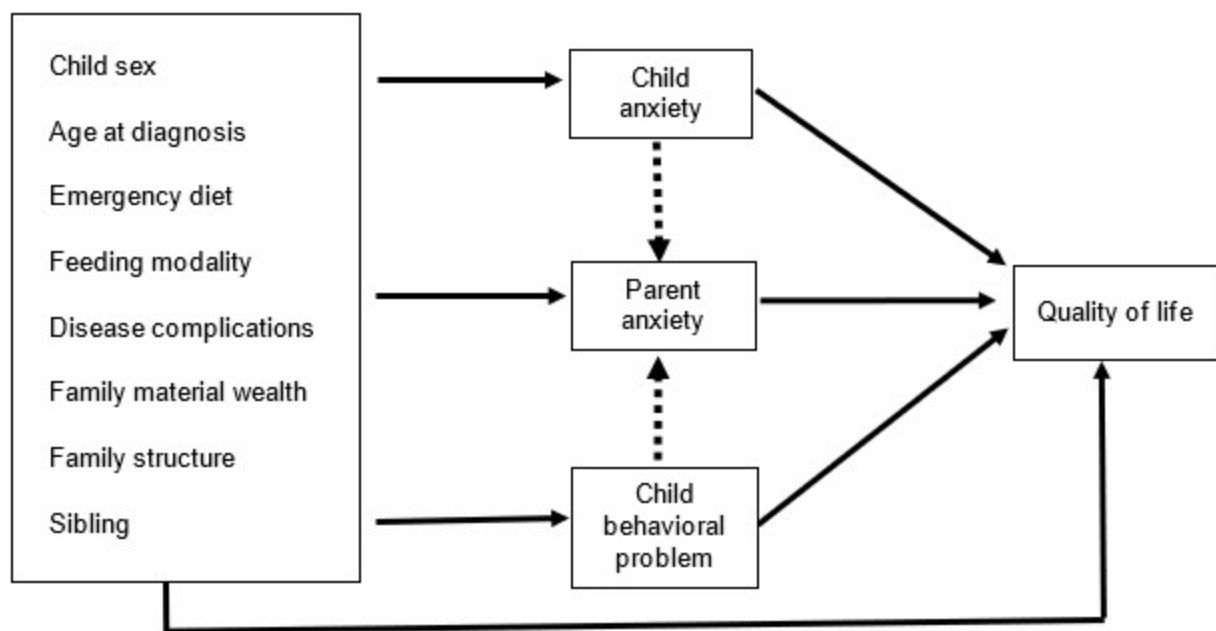 Child sex
Age at diagnosis
Emergency diet
Feeding modality
Disease complications
Family material wealth
Family structure
Sibling
Child
anxiety
Parent
anxiety
Child
behavioral
problem
Quality of life